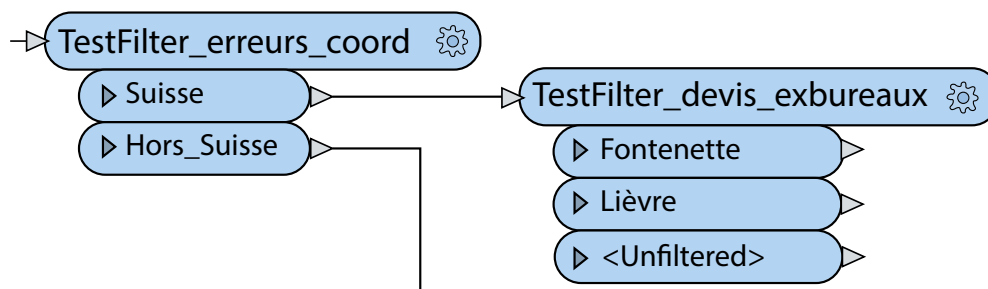 TestFilter_erreurs_coord
Suisse
Hors_Suisse
TestFilter_devis_exbureaux
Fontenette
Lièvre
<Unfiltered>